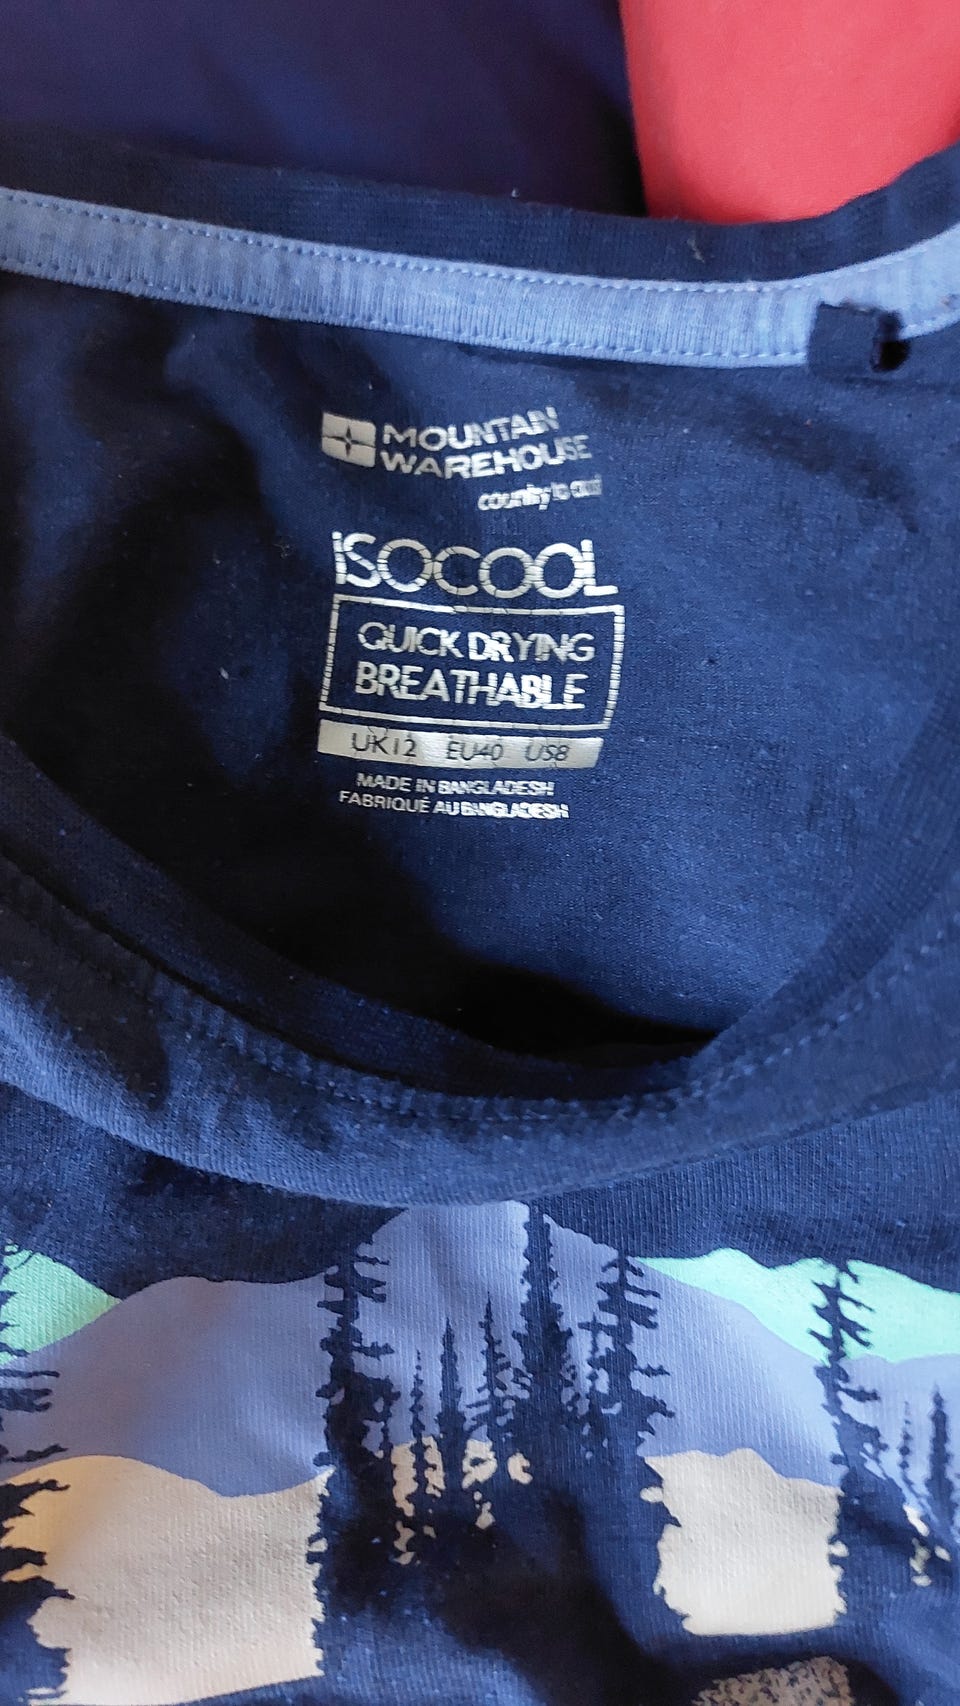 MOUNTAIN
WAREHOUSE
country to coast
ISOCOOL
QUICK DRYING
BREATHABLE
UK12 EU40 US8
MADE IN BANGLADESH
FABRIQUÉ AU BANGLADESH